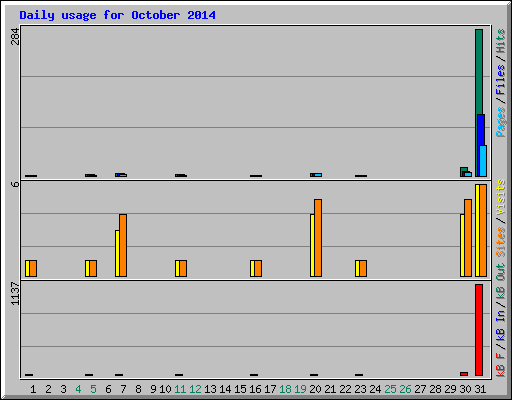 Daily usage for October 2014
284
6
1137
Pages / Files / Hits
Sites / Visits
kB F / kB In / kB Out
1 2 3 4 5 6 7 8 9 10 11 12 13 14 15 16 17 18 19 20 21 22 23 24 25 26 27 28 29 30 31